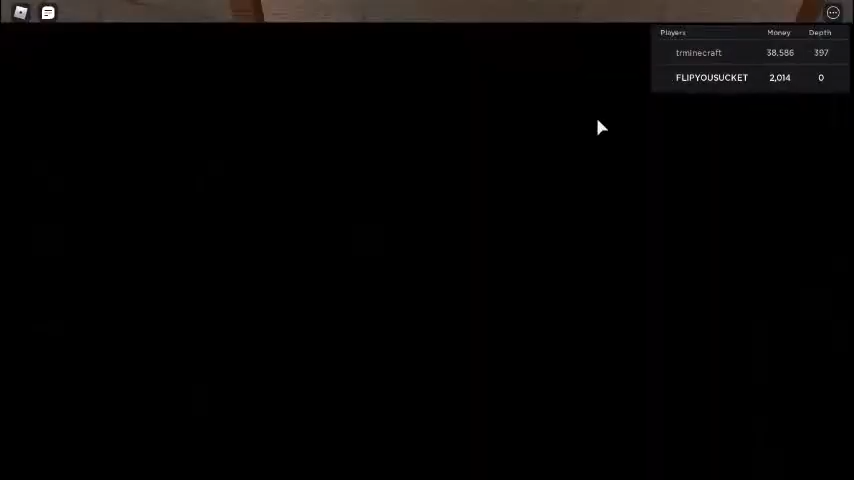 Players Money Depth
trminecraft 38,586 397
FLIPYOUSUCKET 2,014 0